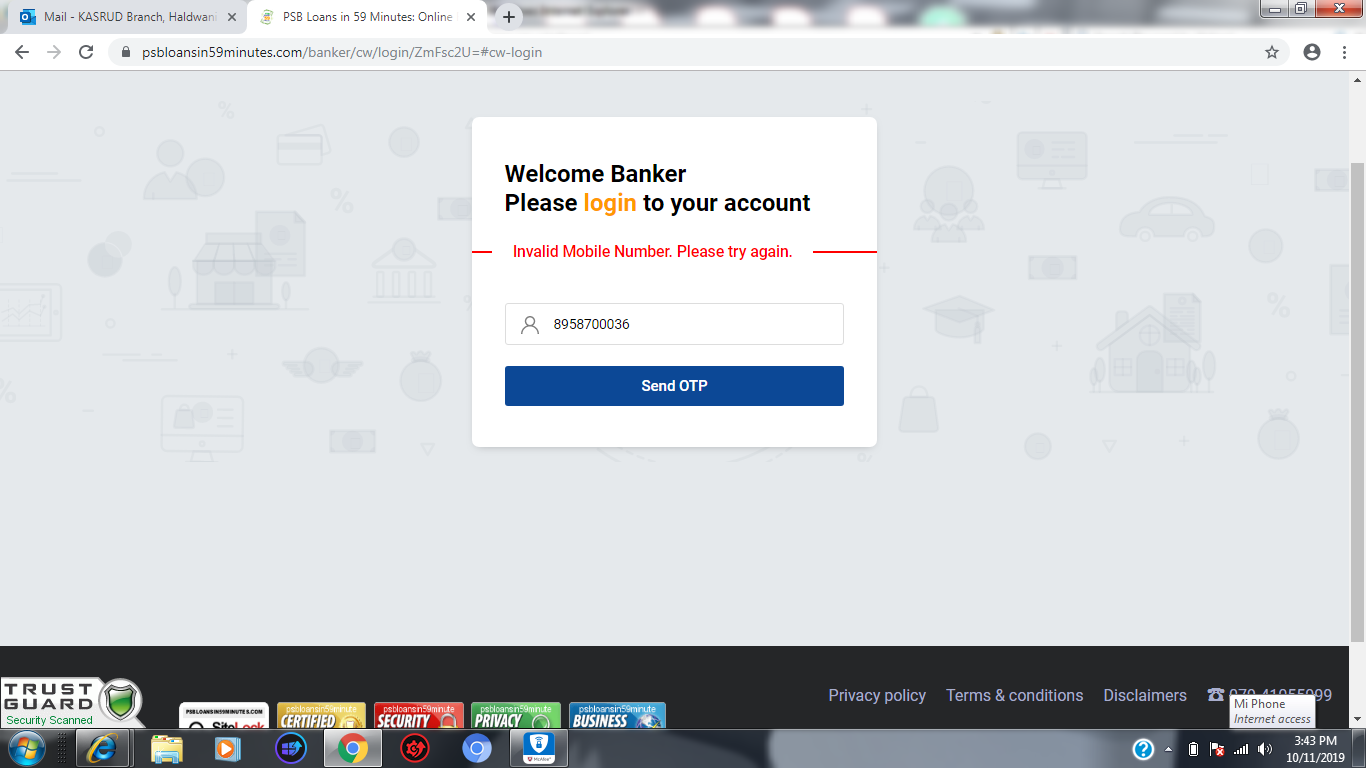 Mail - KASRUD Branch, Haldwani
PSB Loans in 59 Minutes: Online
psbloansin59minutes.com/banker/cw/login/ZmFsc2U=#cw-login
Welcome Banker
Please login to your account
Invalid Mobile Number. Please try again.
8958700036
Send OTP
TRUST
GUARD
Security Scanned
PSBLOANSIN59MINUTES.COM
SiteLock
psbloansin59minute
CERTIFIED
psbloansin59minute
SECURITY
psbloansin59minute
PRIVACY
psbloansin59minute
BUSINESS
Privacy policy
Terms & conditions
Disclaimers
Mi Phone
Internet access
McAfee
3:43 PM
10/11/2019